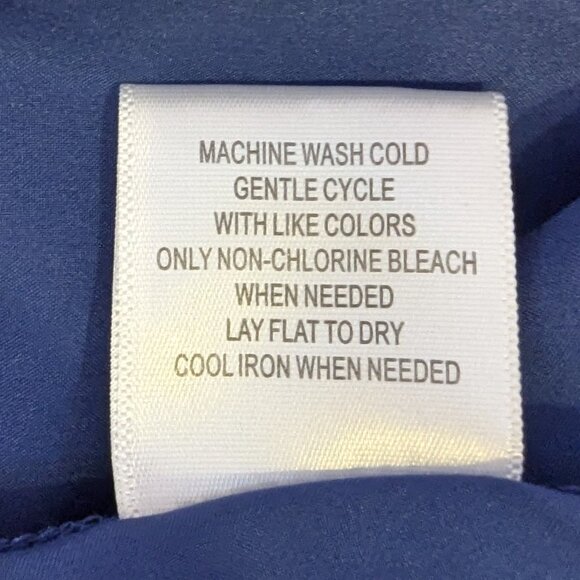 MACHINE WASH COLD
GENTLE CYCLE
WITH LIKE COLORS
ONLY NON-CHLORINE BLEACH
WHEN NEEDED
LAY FLAT TO DRY
COOL IRON WHEN NEEDED